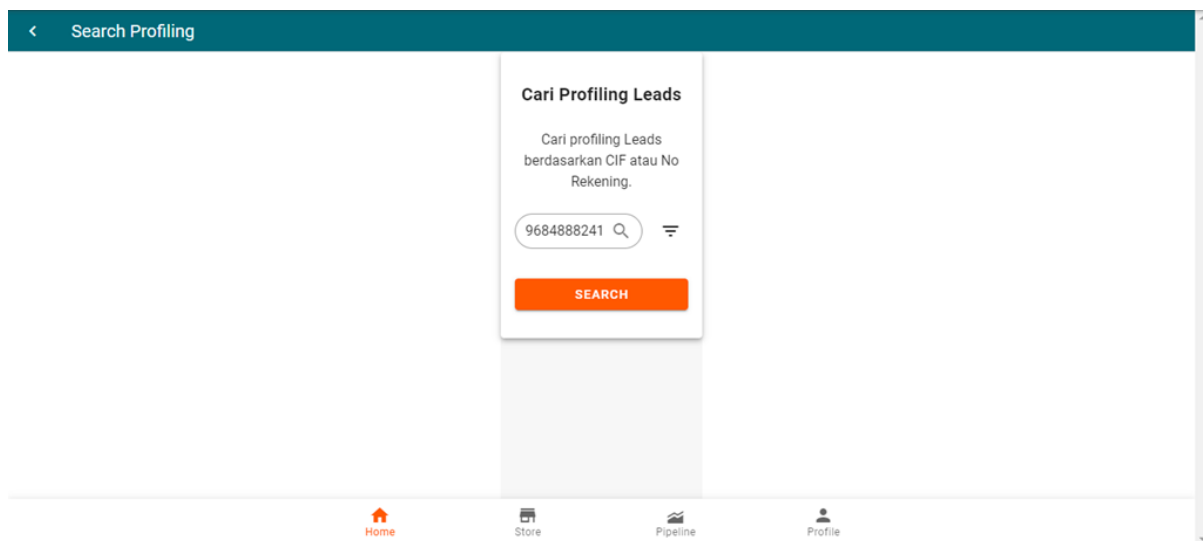 Search Profiling
Cari Profiling Leads
Cari profiling Leads
berdasarkan CIF atau No
Rekening.
9684888241
SEARCH
Home
Store
Pipeline
Profile